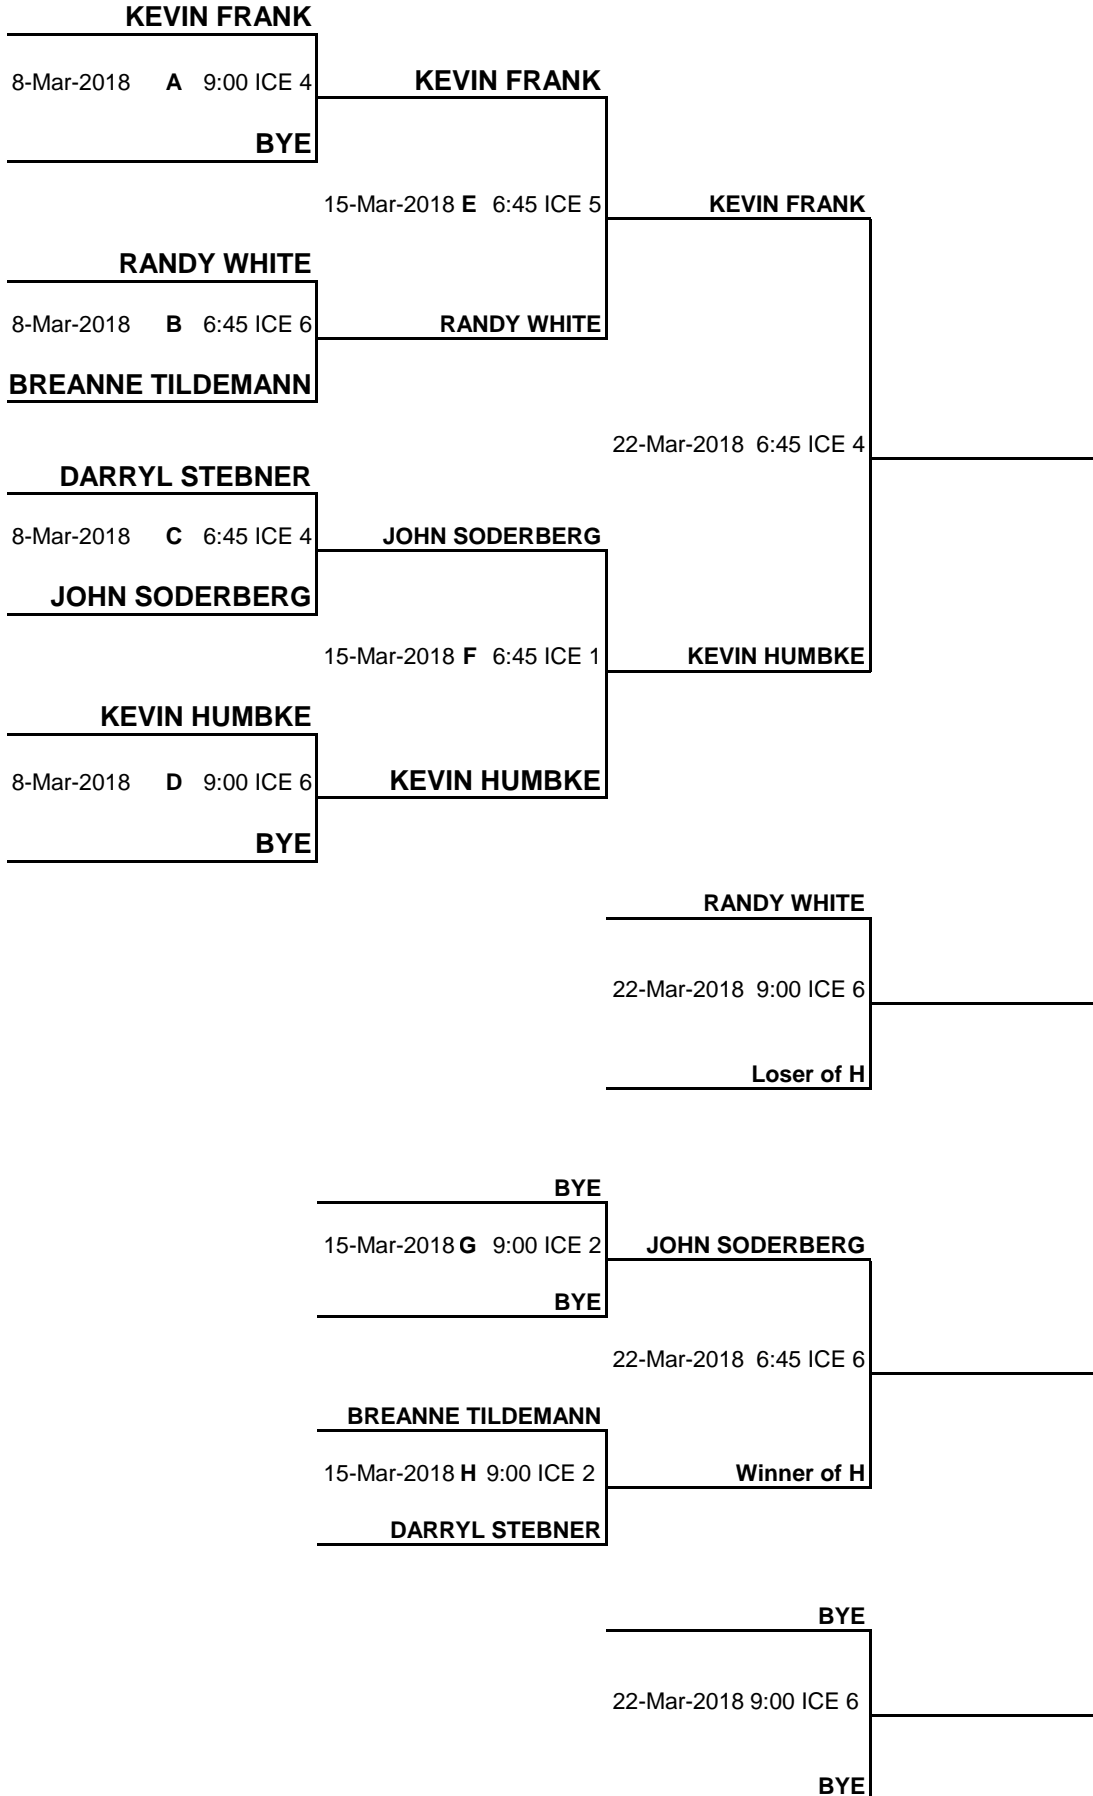 KEVIN FRANK
8-Mar-2018 A 9:00 ICE 4 KEVIN FRANK
BYE
15-Mar-2018 E 6:45 ICE 5 KEVIN FRANK
RANDY WHITE
8-Mar-2018 B 6:45 ICE 6 RANDY WHITE
BREANNE TILDEMANN
22-Mar-2018 6:45 ICE 4
DARRYL STEBNER
8-Mar-2018 C 6:45 ICE 4 JOHN SODERBERG
JOHN SODERBERG
15-Mar-2018 F 6:45 ICE 1 KEVIN HUMBKE
KEVIN HUMBKE
8-Mar-2018 D 9:00 ICE 6 KEVIN HUMBKE
BYE
RANDY WHITE
22-Mar-2018 9:00 ICE 6
Loser of H
BYE
15-Mar-2018 G 9:00 ICE 2 JOHN SODERBERG
BYE
22-Mar-2018 6:45 ICE 6
BREANNE TILDEMANN
15-Mar-2018 H 9:00 ICE 2 Winner of H
DARRYL STEBNER
BYE
22-Mar-2018 9:00 ICE 6
BYE